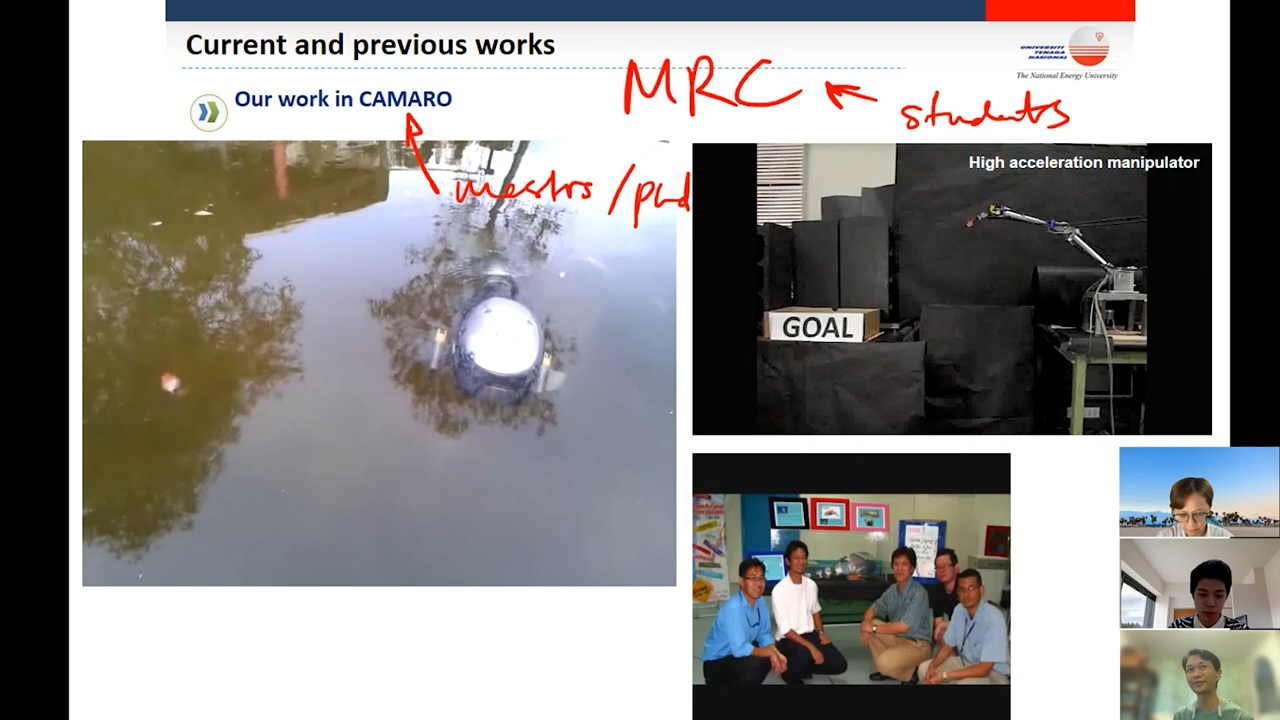 Current and previous works
UNIVERSITI
TENAGA
NASIONAL
The National Energy University
Our work in CAMARO
MRC
students
/phd
High acceleration manipulator
GOAL